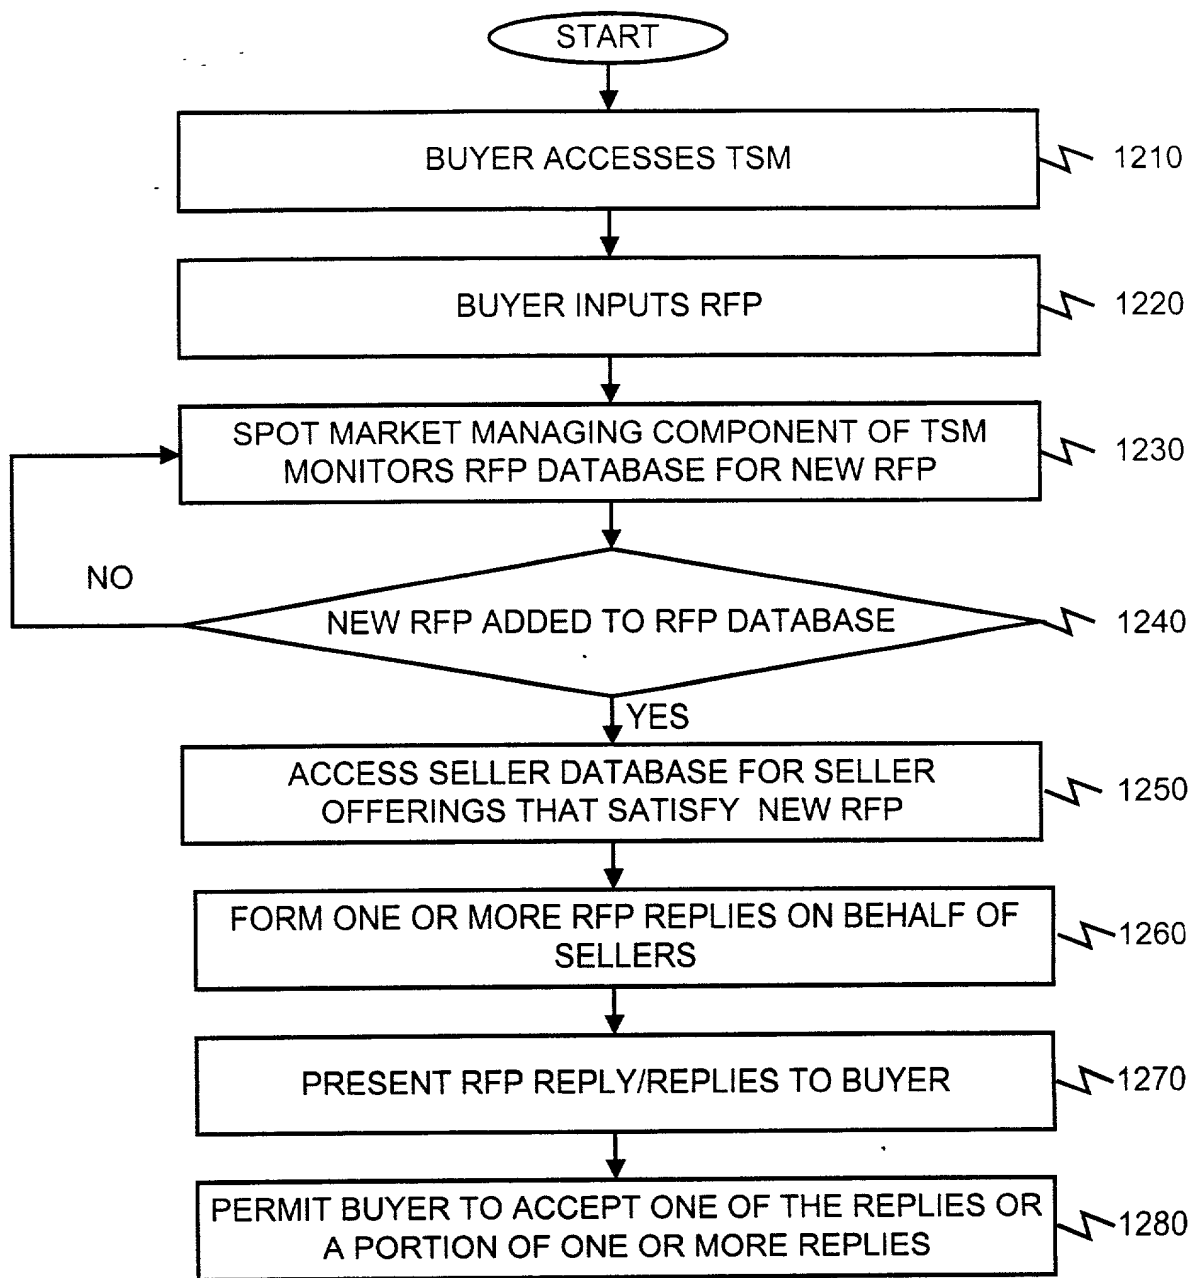 START
BUYER ACCESSES TSM
1210
BUYER INPUTS RFP
1220
SPOT MARKET MANAGING COMPONENT OF TSM
MONITORS RFP DATABASE FOR NEW RFP
1230
NO
NEW RFP ADDED TO RFP DATABASE
1240
YES
ACCESS SELLER DATABASE FOR SELLER
OFFERINGS THAT SATISFY NEW RFP
1250
FORM ONE OR MORE RFP REPLIES ON BEHALF OF
SELLERS
1260
PRESENT RFP REPLY/REPLIES TO BUYER
1270
PERMIT BUYER TO ACCEPT ONE OF THE REPLIES OR
A PORTION OF ONE OR MORE REPLIES
1280